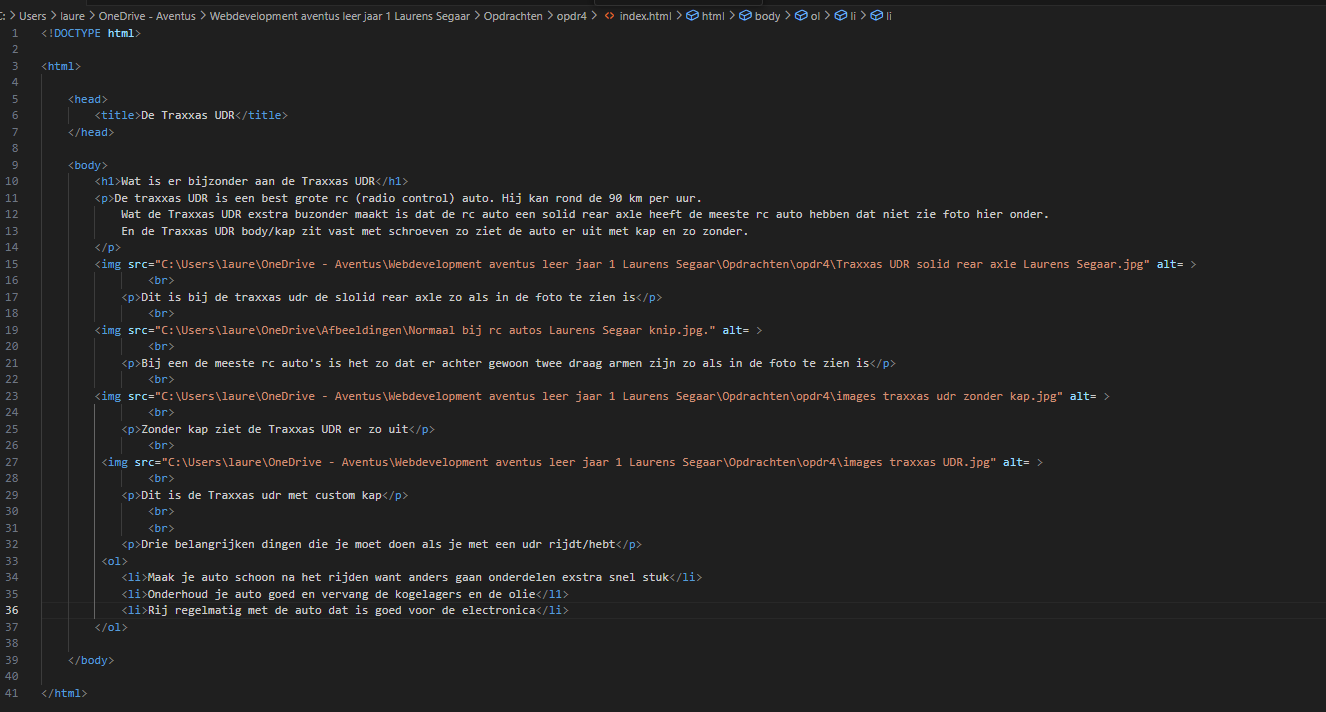 C: > Users > laure > OneDrive - Aventus > Webdevelopment aventus leer jaar 1 Laurens Segaar > Opdrachten > opdr4 > <> index.html > html > body > ol > li > li
1 <!DOCTYPE html>
2
3 <html>
4
5 <head>
6 <title>De Traxxas UDR</title>
7 </head>
8
9 <body>
10 <h1>Wat is er bijzonder aan de Traxxas UDR</h1>
11 <p>De traxxas UDR is een best grote rc (radio control) auto. Hij kan rond de 90 km per uur.
12 Wat de Traxxas UDR exstra buzonder maakt is dat de rc auto een solid rear axle heeft de meeste rc auto hebben dat niet zie foto hier onder.
13 En de Traxxas UDR body/kap zit vast met schroeven zo ziet de auto er uit met kap en zo zonder.
14 </p>
15 <img src="C:\Users\laure\OneDrive - Aventus\Webdevelopment aventus leer jaar 1 Laurens Segaar\Opdrachten\opdr4\Traxxas UDR solid rear axle Laurens Segaar.jpg" alt= >
16 <br>
17 <p>Dit is bij de traxxas udr de slolid rear axle zo als in de foto te zien is</p>
18 <br>
19 <img src="C:\Users\laure\OneDrive\Afbeeldingen\Normaal bij rc autos Laurens Segaar knip.jpg." alt= >
20 <br>
21 <p>Bij een de meeste rc auto's is het zo dat er achter gewoon twee draag armen zijn zo als in de foto te zien is</p>
22 <br>
23 <img src="C:\Users\laure\OneDrive - Aventus\Webdevelopment aventus leer jaar 1 Laurens Segaar\Opdrachten\opdr4\images traxxas udr zonder kap.jpg" alt= >
24 <br>
25 <p>Zonder kap ziet de Traxxas UDR er zo uit</p>
26 <br>
27 <img src="C:\Users\laure\OneDrive - Aventus\Webdevelopment aventus leer jaar 1 Laurens Segaar\Opdrachten\opdr4\images traxxas UDR.jpg" alt= >
28 <br>
29 <p>Dit is de Traxxas udr met custom kap</p>
30 <br>
31 <br>
32 <p>Drie belangrijken dingen die je moet doen als je met een udr rijdt/hebt</p>
33 <ol>
34 <li>Maak je auto schoon na het rijden want anders gaan onderdelen exstra snel stuk</li>
35 <li>Onderhoud je auto goed en vervang de kogelagers en de olie</l1>
36 <li>Rij regelmatig met de auto dat is goed voor de electronica</li>
37 </ol>
38
39 </body>
40
41 </html>